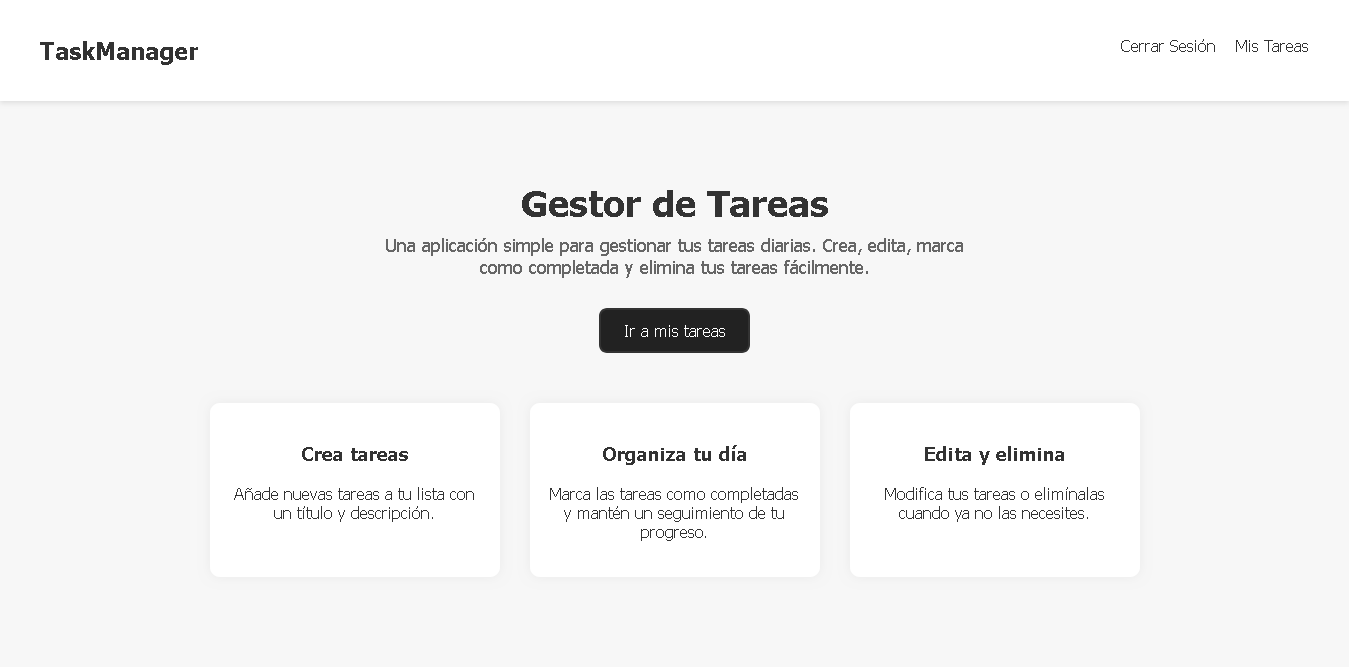 TaskManager
Cerrar Sesión
Mis Tareas
Gestor de Tareas
Una aplicación simple para gestionar tus tareas diarias. Crea, edita, marca
como completada y elimina tus tareas fácilmente.
Ir a mis tareas
Crea tareas
Añade nuevas tareas a tu lista con
un título y descripción.
Organiza tu día
Marca las tareas como completadas
y mantén un seguimiento de tu
progreso.
Edita y elimina
Modifica tus tareas o elimínalas
cuando ya no las necesites.